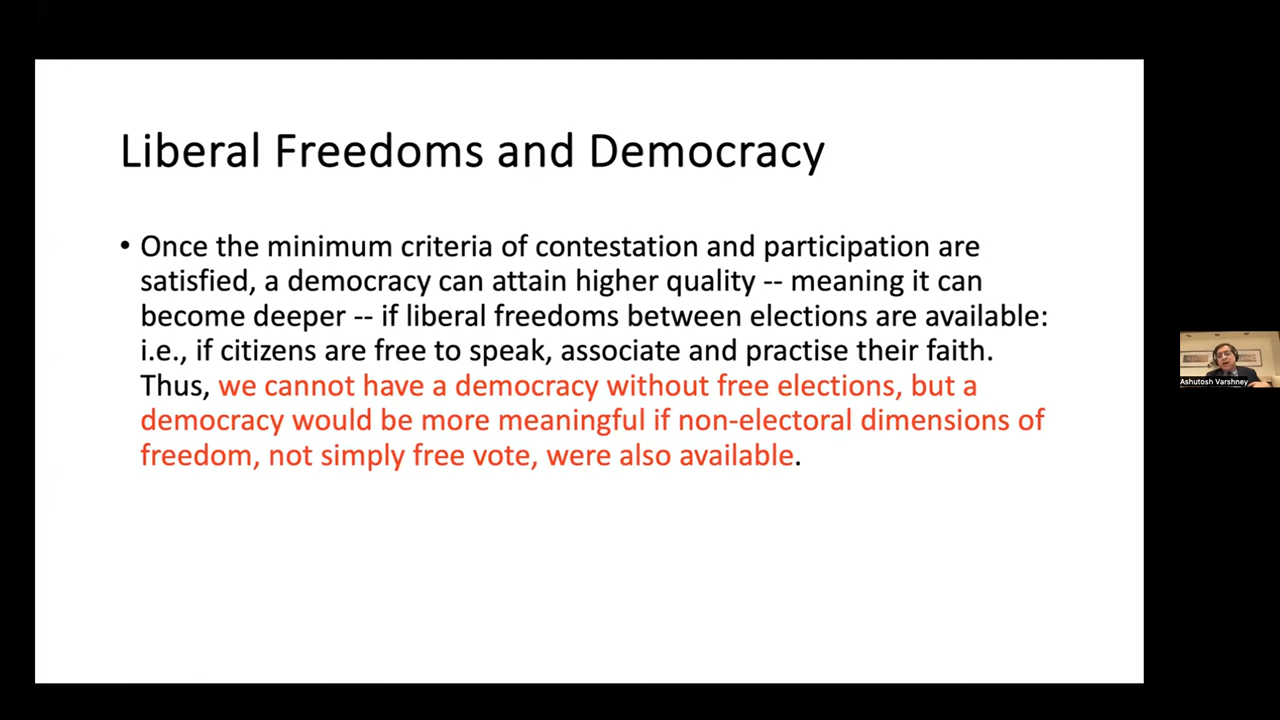 Liberal Freedoms and Democracy
• Once the minimum criteria of contestation and participation are
satisfied, a democracy can attain higher quality -- meaning it can
become deeper -- if liberal freedoms between elections are available:
i.e., if citizens are free to speak, associate and practise their faith.
Thus, we cannot have a democracy without free elections, but a
democracy would be more meaningful if non-electoral dimensions of
freedom, not simply free vote, were also available.
Ashutosh Varshney